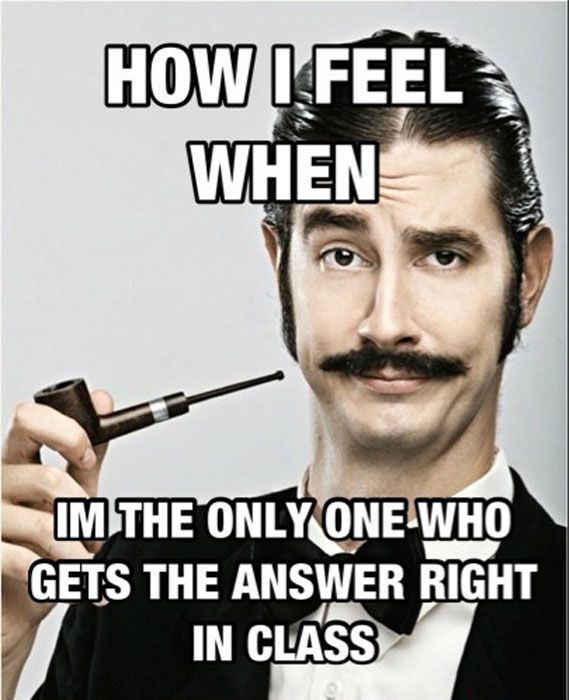 HOW I FEEL
WHEN
IM THE ONLY ONE WHO
GETS THE ANSWER RIGHT
IN CLASS